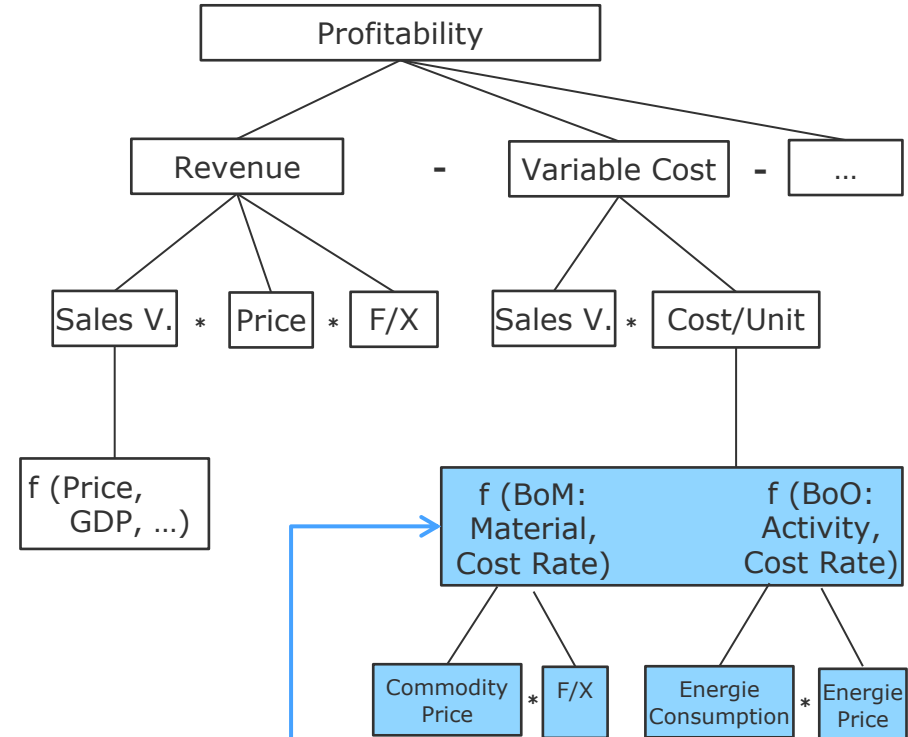 Profitability
Revenue - Variable Cost - ...
Sales V. * Price * F/X Sales V. * Cost/Unit
f (Price,
GDP, ...)
f (BoM:
Material,
Cost Rate)
f (BoO:
Activity,
Cost Rate)
Commodity
Price
*
F/X
Energie
Consumption
*
Energie
Price